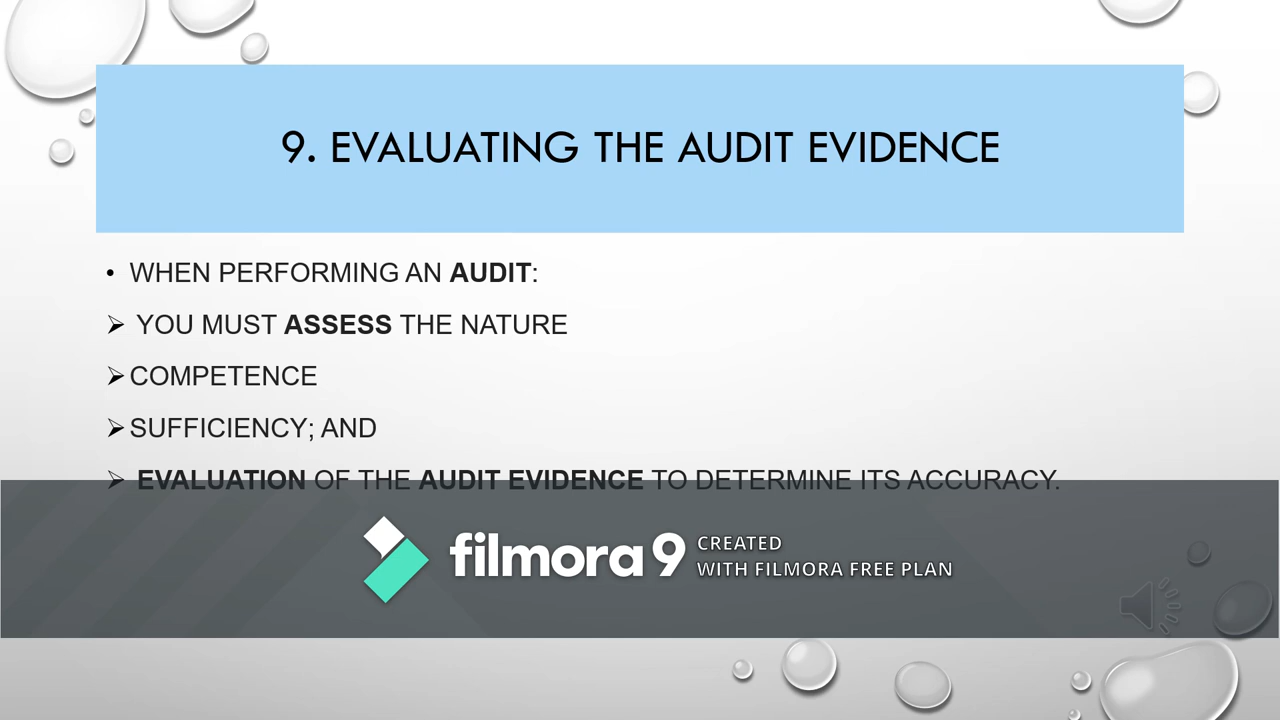 9. EVALUATING THE AUDIT EVIDENCE
• WHEN PERFORMING AN AUDIT:
➢ YOU MUST ASSESS THE NATURE
➢ COMPETENCE
➢ SUFFICIENCY; AND
➢ EVALUATION OF THE AUDIT EVIDENCE TO DETERMINE ITS ACCURACY.
filmora 9
CREATED
WITH FILMORA FREE PLAN